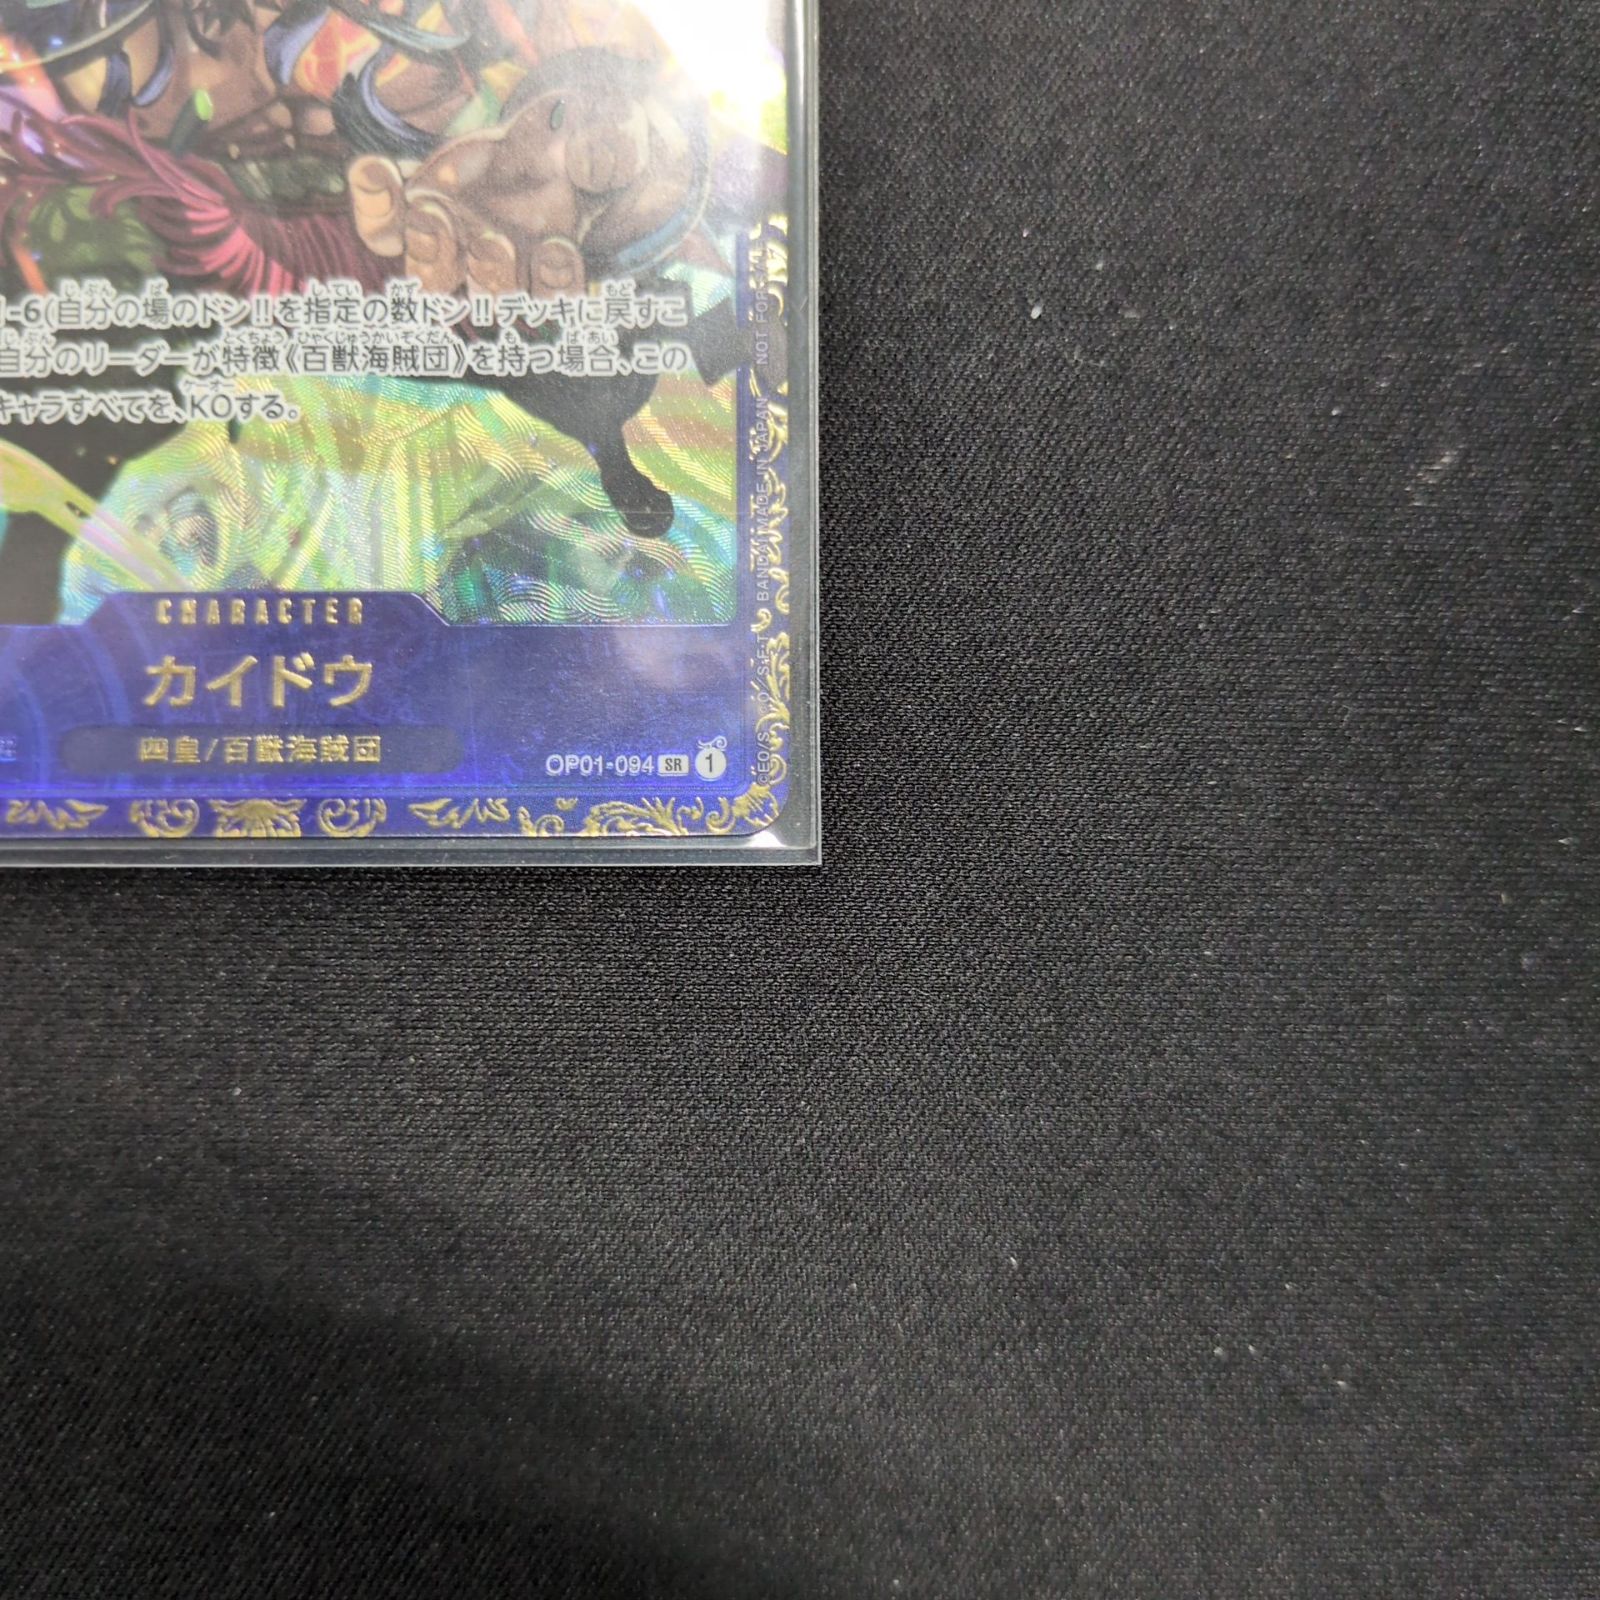 -6(自分の場のドン!!を指定の数ドン!!デッキに戻すこ
自分のリーダーが特徴《百獣海賊団》を持つ場合、この
キャラすべてを、KOする。
CHARACTER
カイドウ
四皇/百獣海賊団
OP01-094 SR 1
BANDAI MADE IN JAPAN NOT FOR SALE